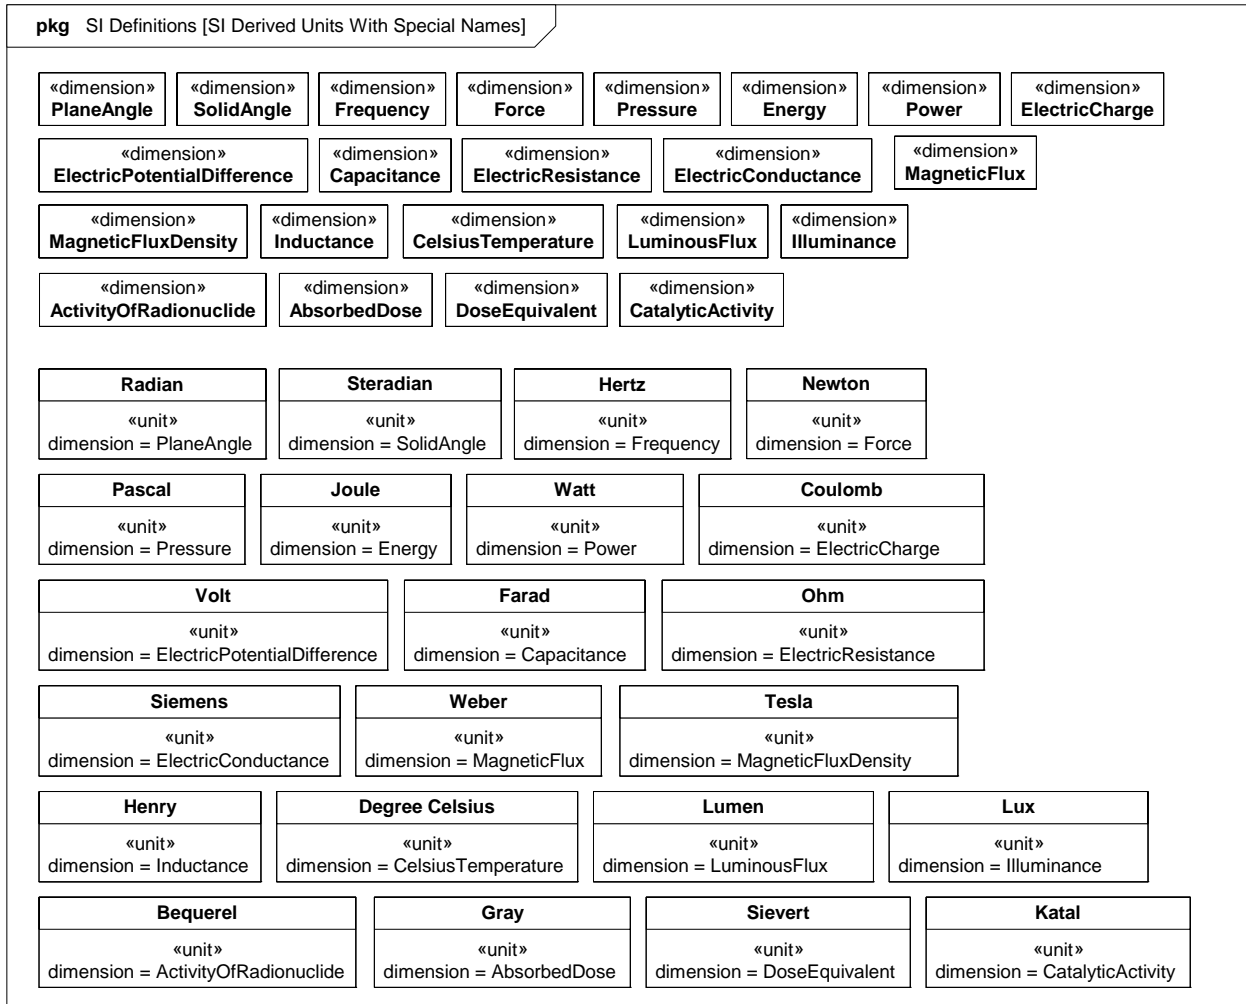 pkg SI Definitions [SI Derived Units With Special Names]
«dimension» «dimension» «dimension» «dimension» «dimension» «dimension» «dimension» «dimension»
PlaneAngle SolidAngle Frequency Force Pressure Energy Power ElectricCharge
«dimension» «dimension» «dimension» «dimension» «dimension»
ElectricPotentialDifference Capacitance ElectricResistance ElectricConductance MagneticFlux
«dimension» «dimension» «dimension» «dimension» «dimension»
MagneticFluxDensity Inductance CelsiusTemperature LuminousFlux Illuminance
«dimension» «dimension» «dimension» «dimension»
ActivityOfRadionuclide AbsorbedDose DoseEquivalent CatalyticActivity
Radian Steradian Hertz Newton
«unit» «unit» «unit» «unit»
dimension = PlaneAngle dimension = SolidAngle dimension = Frequency dimension = Force
Pascal Joule Watt Coulomb
«unit» «unit» «unit» «unit»
dimension = Pressure dimension = Energy dimension = Power dimension = ElectricCharge
Volt Farad Ohm
«unit» «unit» «unit»
dimension = ElectricPotentialDifference dimension = Capacitance dimension = ElectricResistance
Siemens Weber Tesla
«unit» «unit» «unit»
dimension = ElectricConductance dimension = MagneticFlux dimension = MagneticFluxDensity
Henry Degree Celsius Lumen Lux
«unit» «unit» «unit» «unit»
dimension = Inductance dimension = CelsiusTemperature dimension = LuminousFlux dimension = Illuminance
Bequerel Gray Sievert Katal
«unit» «unit» «unit» «unit»
dimension = ActivityOfRadionuclide dimension = AbsorbedDose dimension = DoseEquivalent dimension = CatalyticActivity